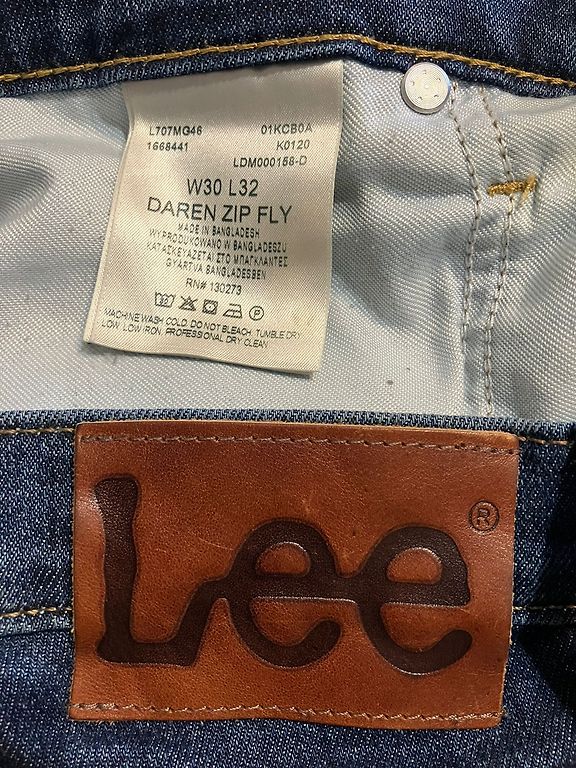 L707MG46 01KCB0A
1668441 K0120
LDM000158-D
W30 L32
DAREN ZIP FLY
MADE IN BANGLADESH
WYPRODUKOWANO W BANGLADESZU
ΚΑΤΑΣΚΕΥΑΖΕΤΑΙ ΣΤΟ ΜΠΑΓΚΛΑΝΤΕΣ
GYÁRTVA BANGLADESBEN
RN# 130273
P
MACHINE WASH COLD. DO NOT BLEACH. TUMBLE DRY
LOW. LOW IRON. PROFESSIONAL DRY CLEAN
Lee®